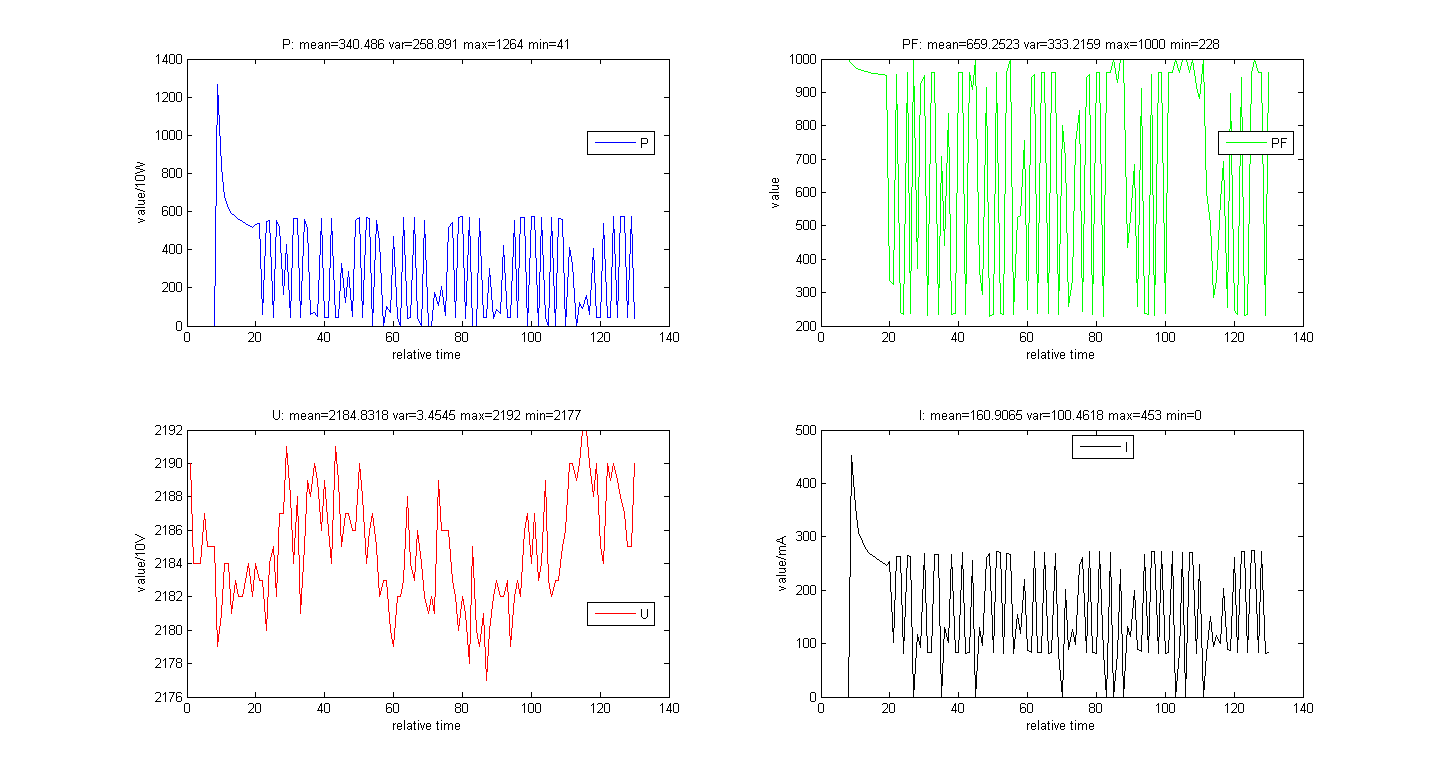 P: mean=340.486 var=258.891 max=1264 min=41
1400
1200
1000
800
600
400
200
0
value/10W
P
0 20 40 60 80 100 120 140
relative time
PF: mean=659.2523 var=333.2159 max=1000 min=228
1000
900
800
700
600
500
400
300
200
value
PF
0 20 40 60 80 100 120 140
relative time
U: mean=2184.8318 var=3.4545 max=2192 min=2177
2192
2190
2188
2186
2184
2182
2180
2178
2176
value/10V
U
0 20 40 60 80 100 120 140
relative time
I: mean=160.9065 var=100.4618 max=453 min=0
500
400
300
200
100
0
value/mA
I
0 20 40 60 80 100 120 140
relative time